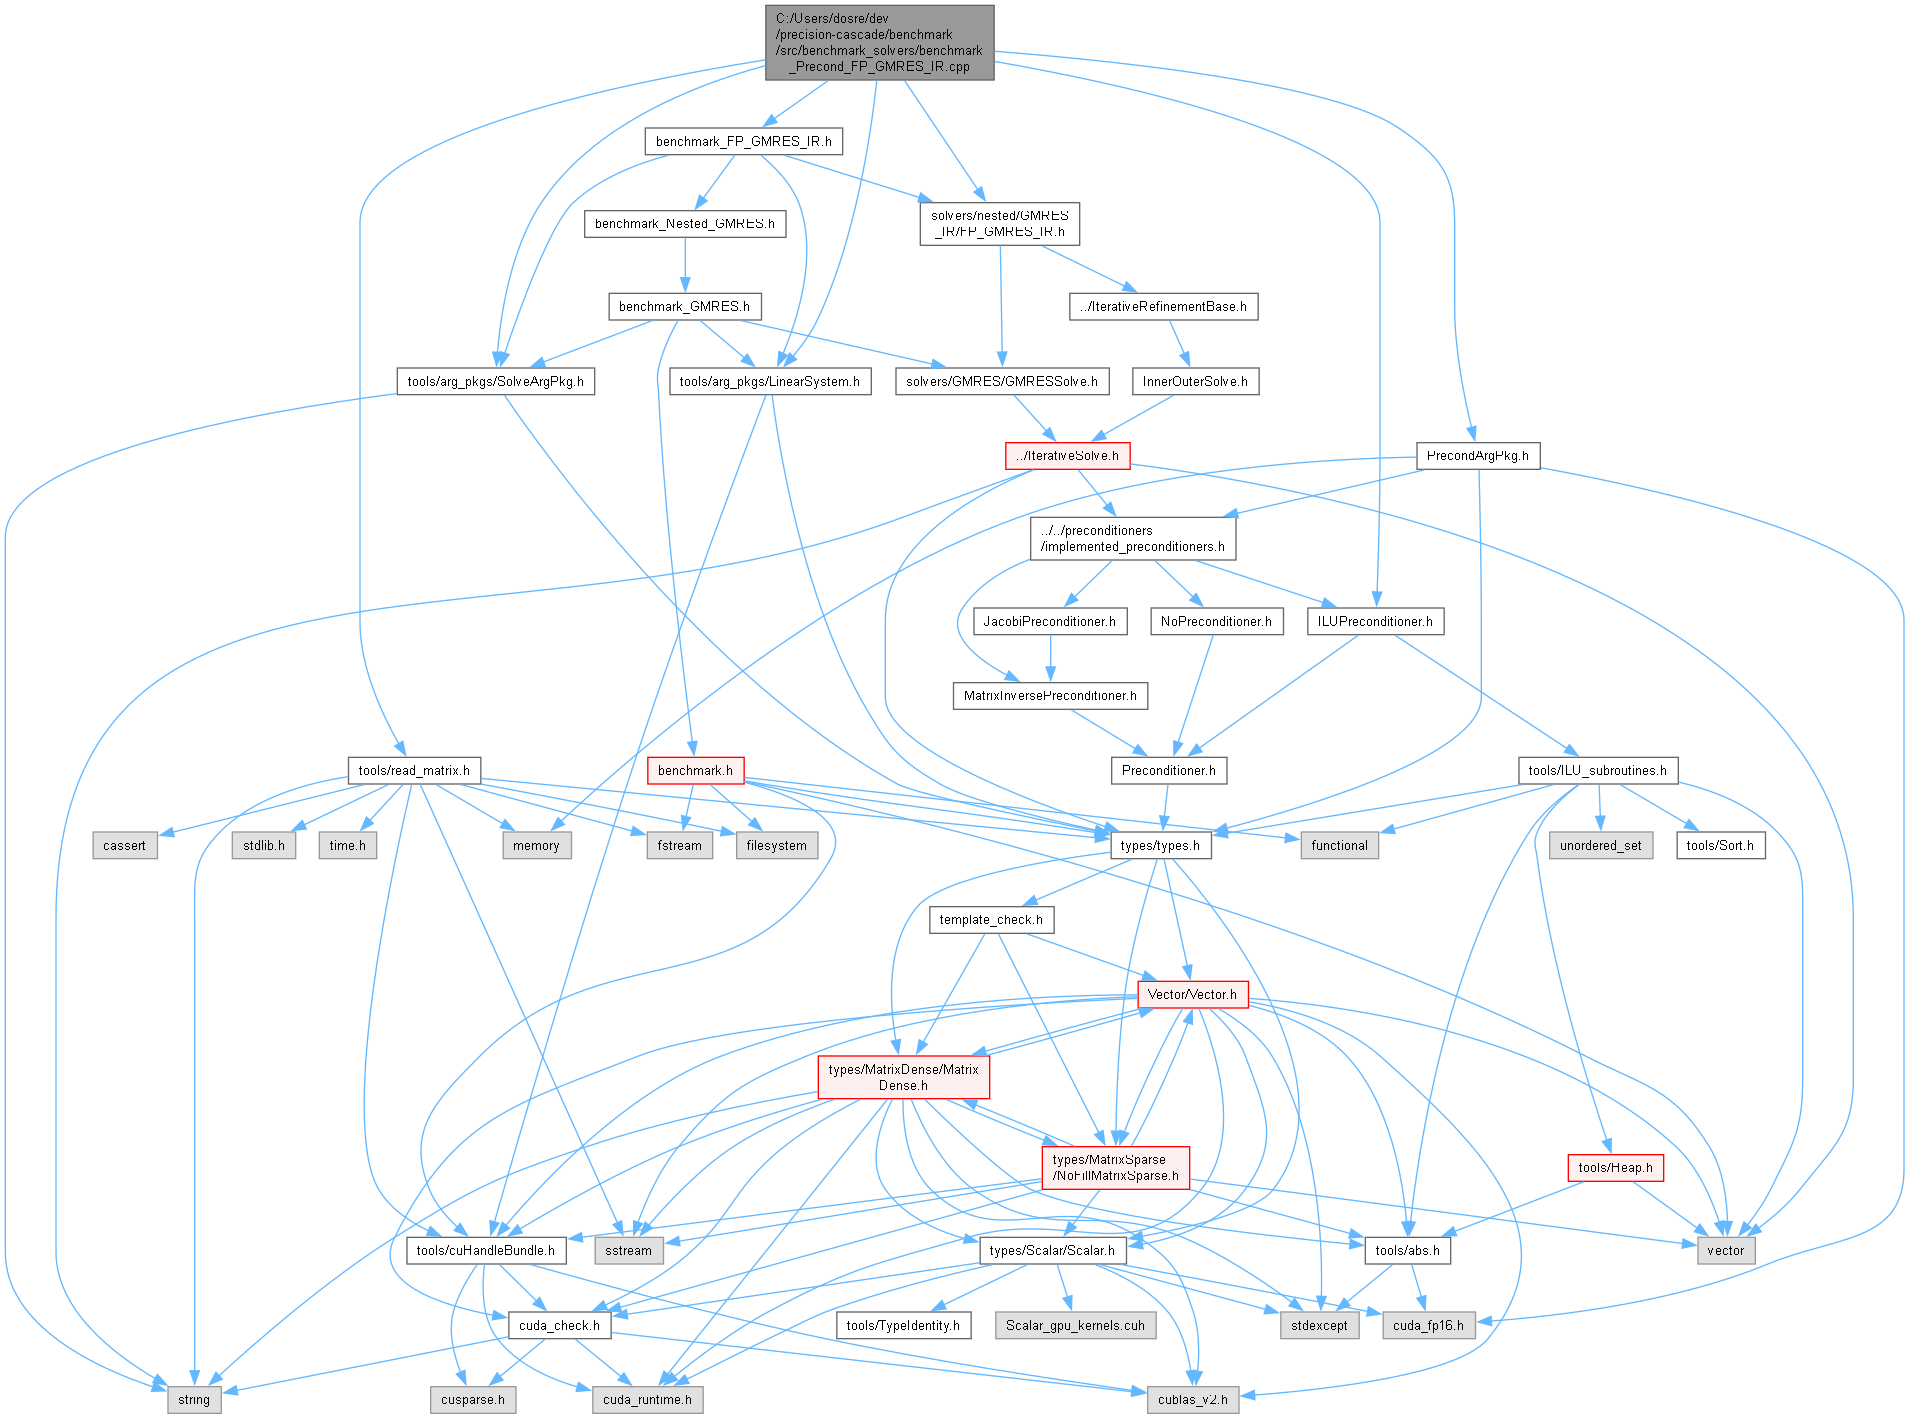 C:/Users/dosre/dev
/precision-cascade/benchmark
/src/benchmark_solvers/benchmark
_Precond_FP_GMRES_IR.cpp
benchmark_FP_GMRES_IR.h
benchmark_Nested_GMRES.h
solvers/nested/GMRES
_IR/FP_GMRES_IR.h
benchmark_GMRES.h
../IterativeRefinementBase.h
tools/arg_pkgs/SolveArgPkg.h
tools/arg_pkgs/LinearSystem.h
solvers/GMRES/GMRESSolve.h
InnerOuterSolve.h
../IterativeSolve.h
PrecondArgPkg.h
../../preconditioners
/implemented_preconditioners.h
JacobiPreconditioner.h
NoPreconditioner.h
ILUPreconditioner.h
MatrixInversePreconditioner.h
tools/read_matrix.h
benchmark.h
Preconditioner.h
tools/ILU_subroutines.h
cassert
stdlib.h
time.h
memory
fstream
filesystem
types/types.h
functional
unordered_set
tools/Sort.h
template_check.h
Vector/Vector.h
types/MatrixDense/Matrix
Dense.h
types/MatrixSparse
/NoFillMatrixSparse.h
tools/Heap.h
tools/cuHandleBundle.h
sstream
types/Scalar/Scalar.h
tools/abs.h
vector
cuda_check.h
tools/TypeIdentity.h
Scalar_gpu_kernels.cuh
stdexcept
cuda_fp16.h
string
cusparse.h
cuda_runtime.h
cublas_v2.h